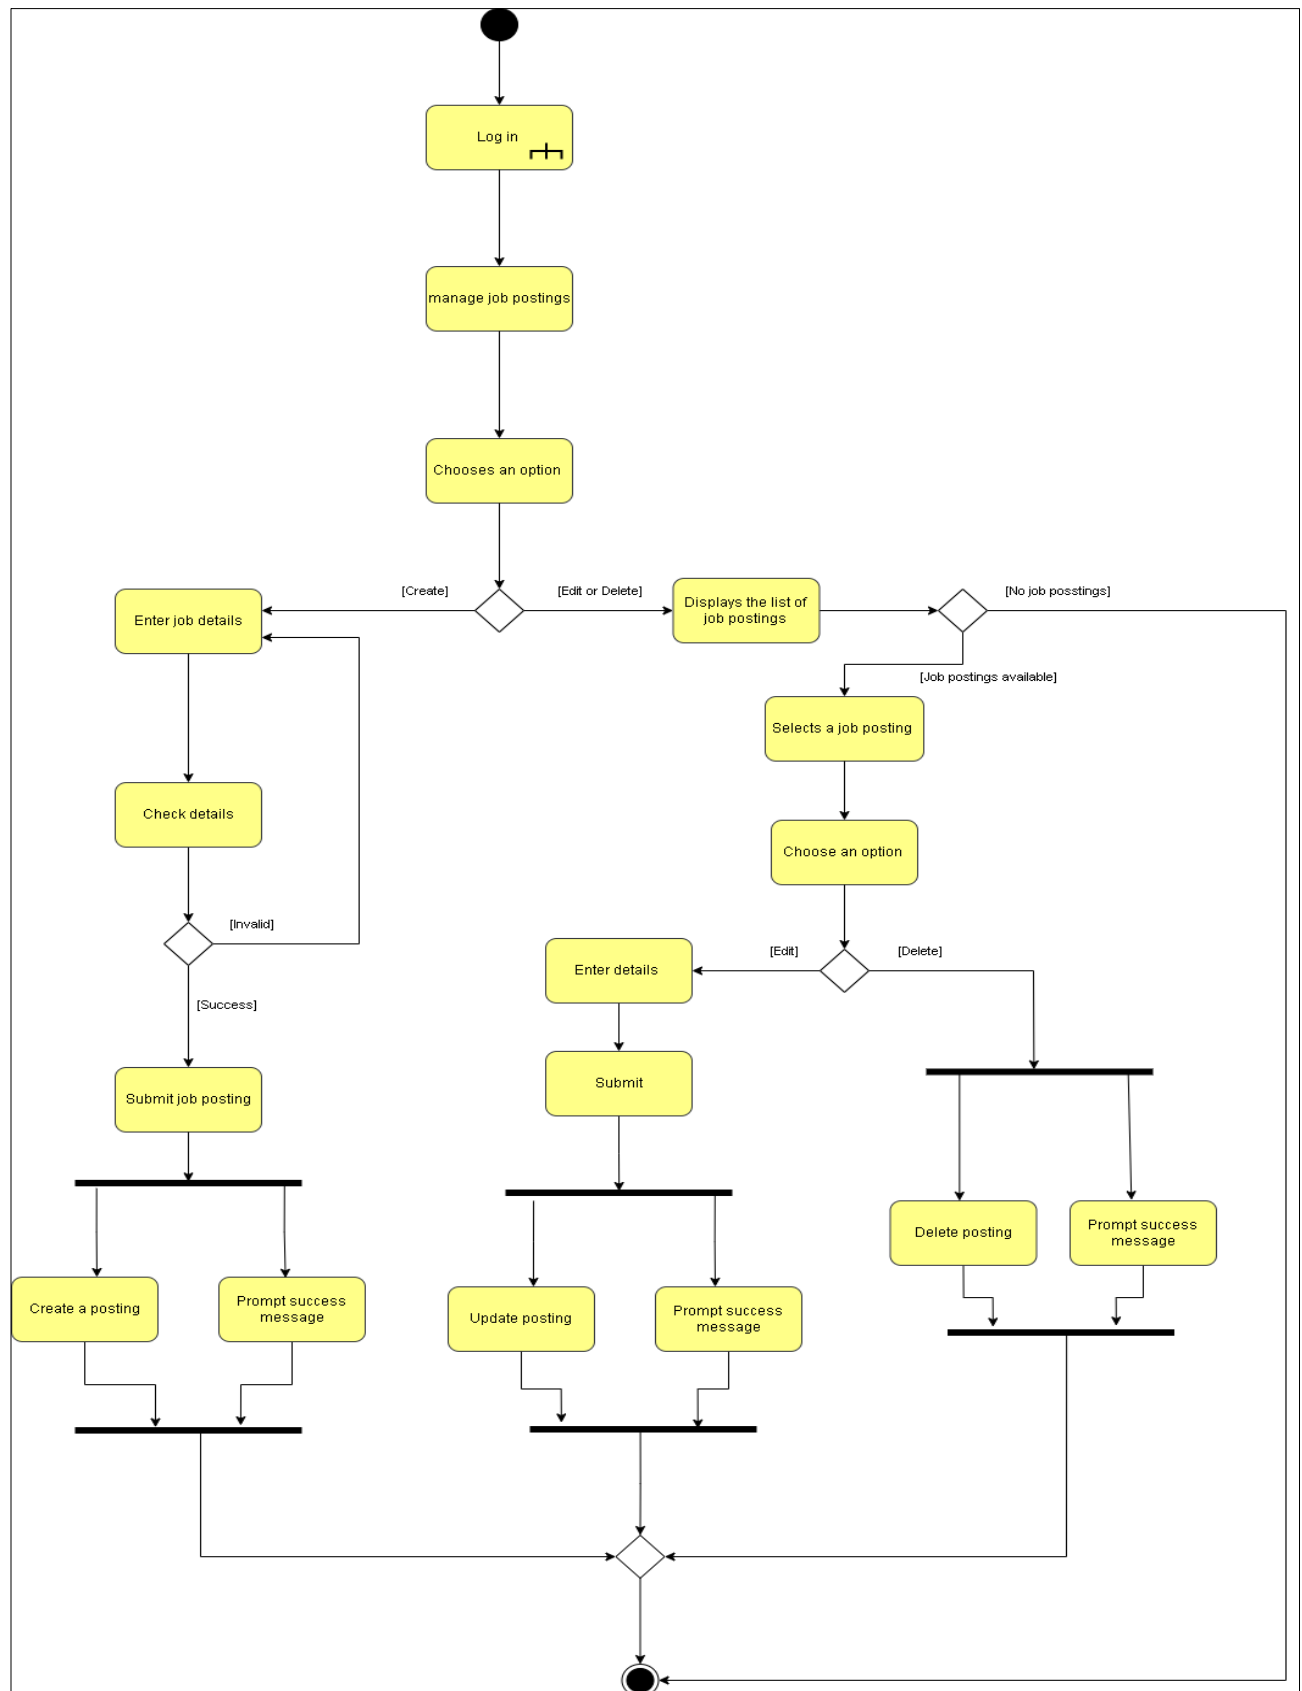 Log in
manage job postings
Chooses an option
[Create]
[Edit or Delete]
[No job posstings]
Enter job details
Displays the list of
job postings
[Job postings available]
Selects a job posting
Check details
Choose an option
[Invalid]
[Edit]
[Delete]
Enter details
[Success]
Submit
Submit job posting
Delete posting
Prompt success
message
Create a posting
Prompt success
message
Update posting
Prompt success
message